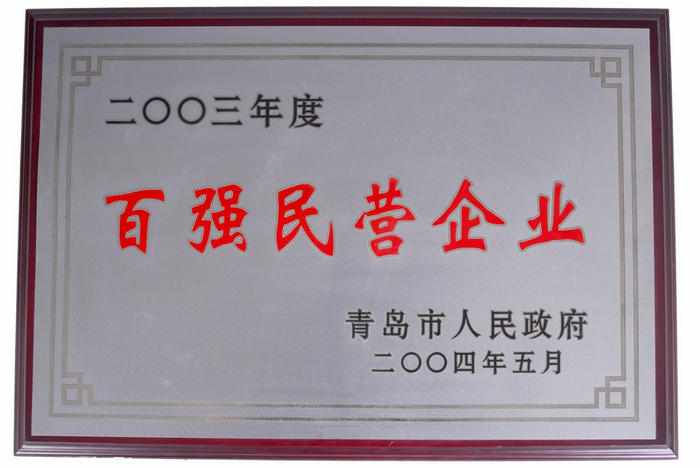 二〇〇三年度
百强民营企业
青岛市人民政府
二〇〇四年五月